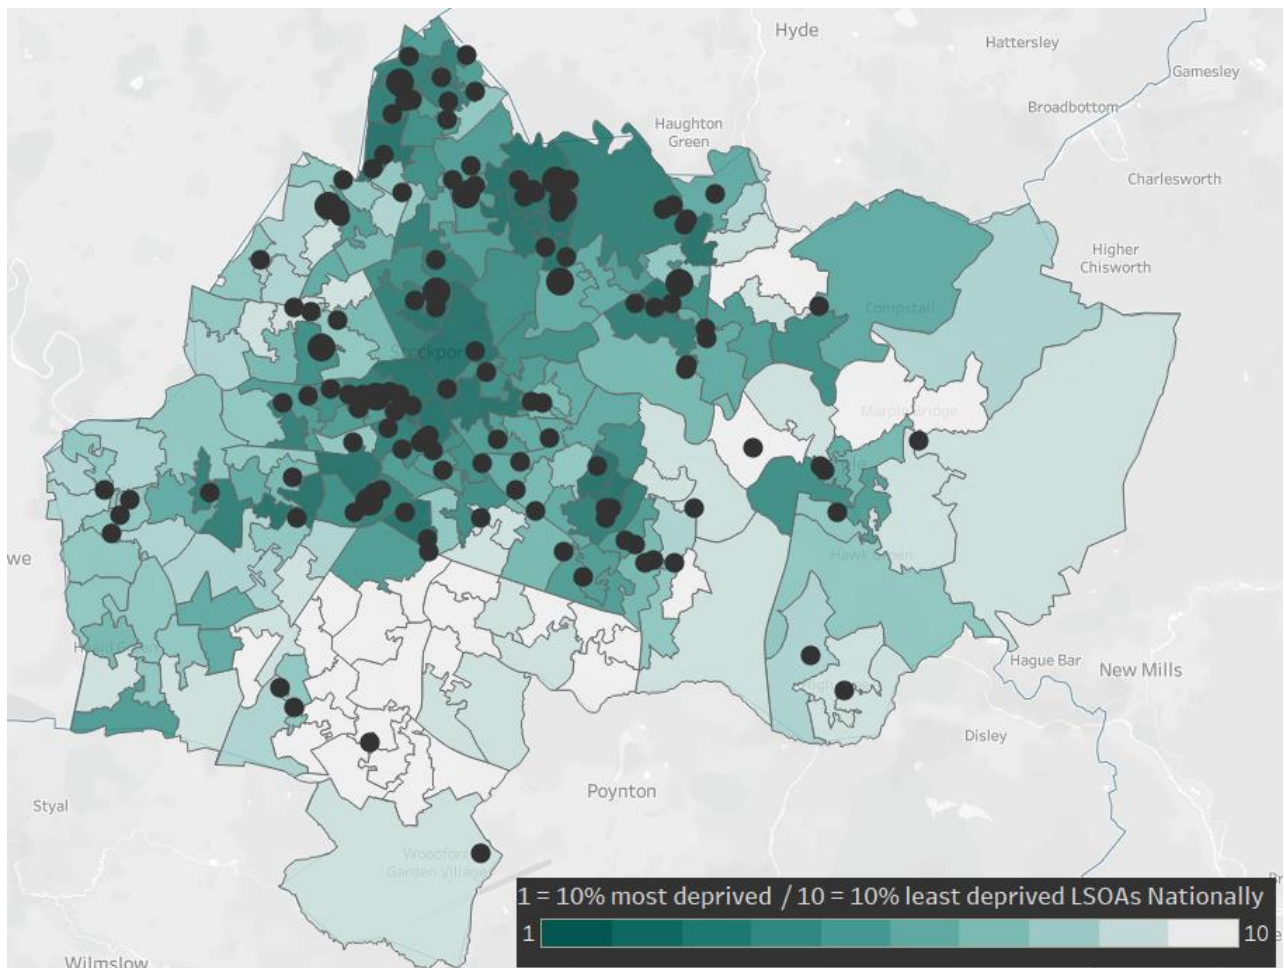 Hyde
Hattersley
Gamesley
Broadbottom
Haughton
Green
Charlesworth
Higher
Chisworth
Compstall
Stockport
Marple Bridge
we
Hawk Green
Heald Green
Hague Bar
New Mills
Disley
Poynton
Styal
Woodford
Garden Village
Wilmslow
1 = 10% most deprived / 10 = 10% least deprived LSOAs Nationally
1
10